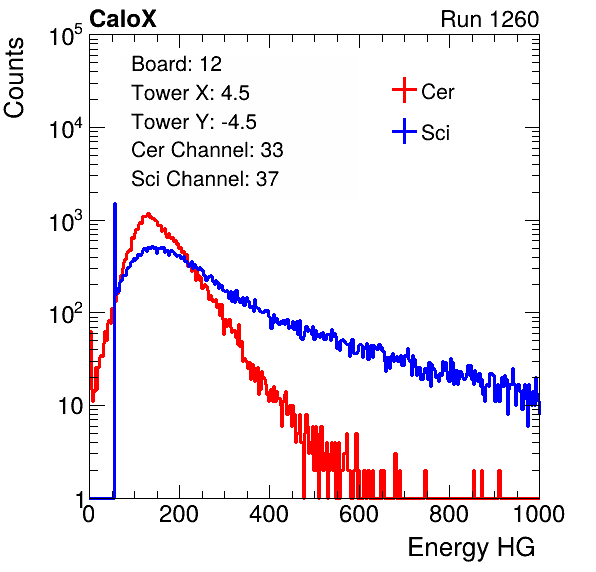 CaloX Run 1260
Counts
Board: 12
Tower X: 4.5
Tower Y: -4.5
Cer Channel: 33
Sci Channel: 37
Cer
Sci
10^5
10^4
10^3
10^2
10
1
0 200 400 600 800 1000
Energy HG